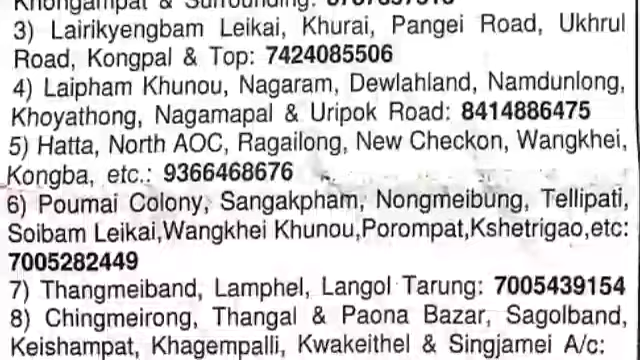 Khongampat & Surrounding:
3) Lairikyengbam Leikai, Khurai, Pangei Road, Ukhrul
Road, Kongpal & Top: 7424085506
4) Laipham Khunou, Nagaram, Dewlahland, Namdunlong,
Khoyathong, Nagamapal & Uripok Road: 8414886475
5) Hatta, North AOC, Ragailong, New Checkon, Wangkhei,
Kongba, etc.: 9366468676
6) Poumai Colony, Sangakpham, Nongmeibung, Tellipati,
Soibam Leikai,Wangkhei Khunou,Porompat,Kshetrigao,etc:
7005282449
7) Thangmeiband, Lamphel, Langol Tarung: 7005439154
8) Chingmeirong, Thangal & Paona Bazar, Sagolband,
Keishampat, Khagempalli, Kwakeithel & Singjamei A/c: